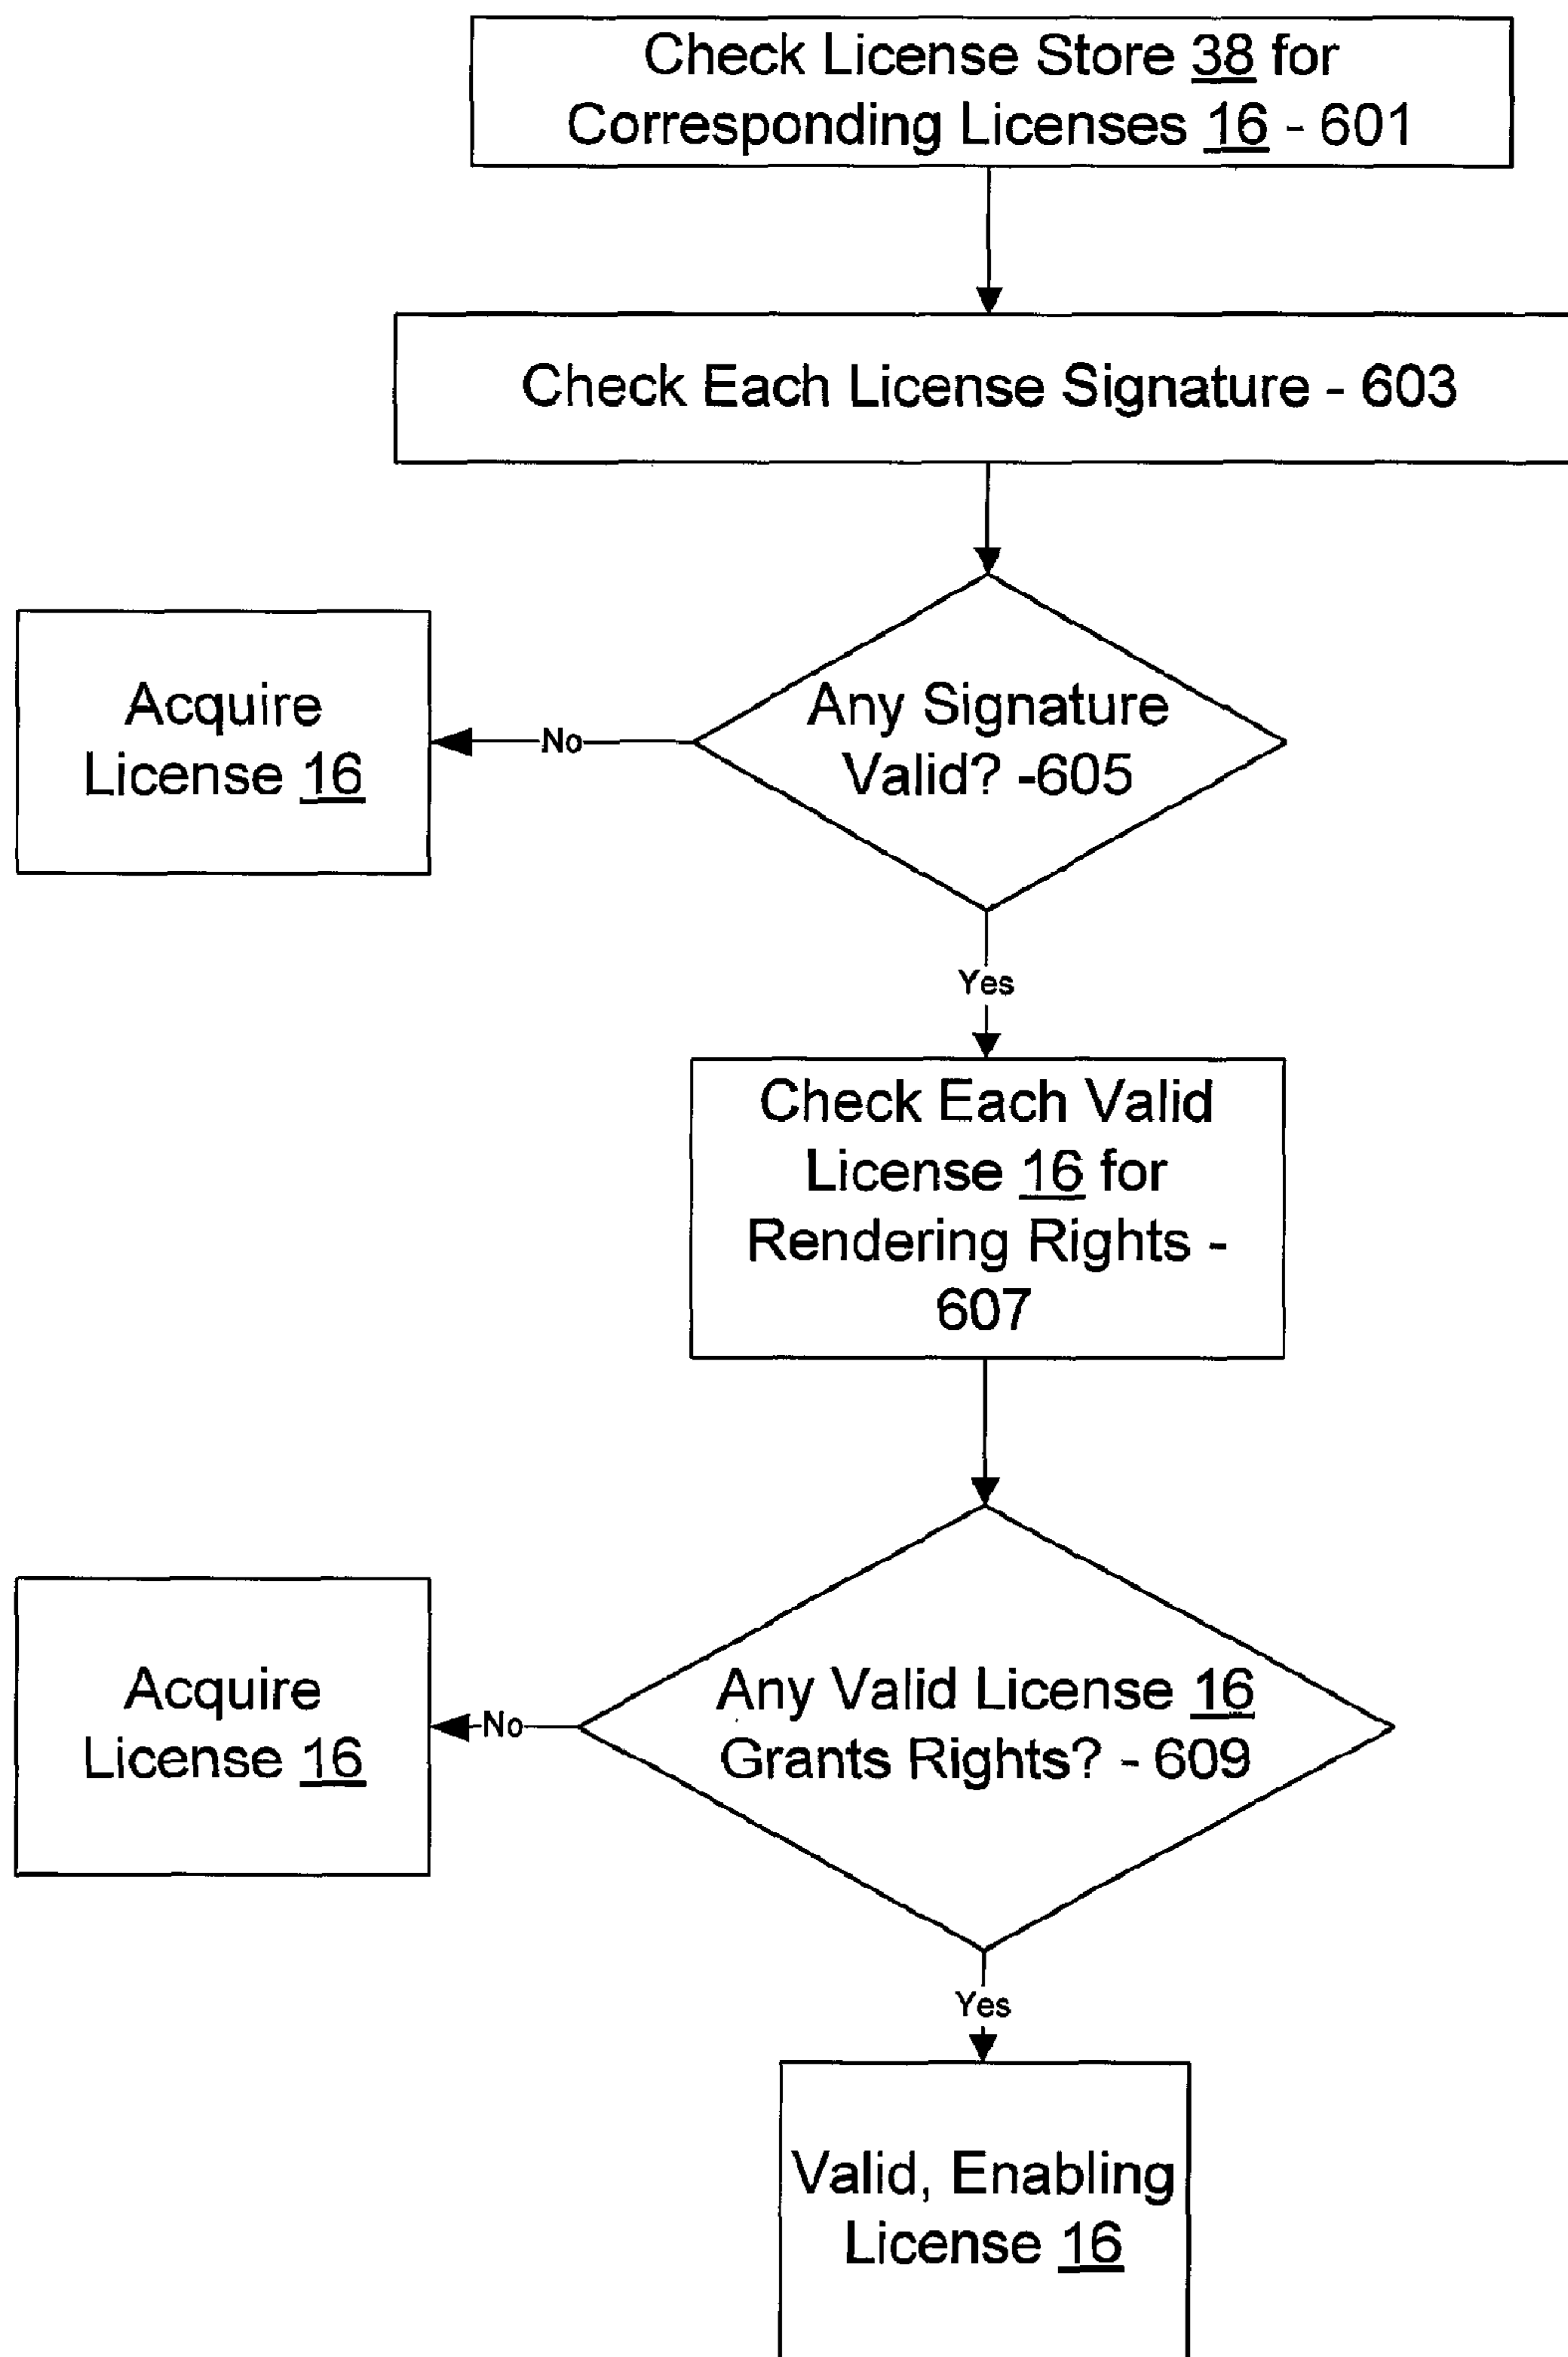 Check License Store 38 for
Corresponding Licenses 16 - 601
Check Each License Signature - 603
Any Signature
Valid? -605
No
Acquire
License 16
Yes
Check Each Valid
License 16 for
Rendering Rights -
607
Any Valid License 16
Grants Rights? - 609
No
Acquire
License 16
Yes
Valid, Enabling
License 16